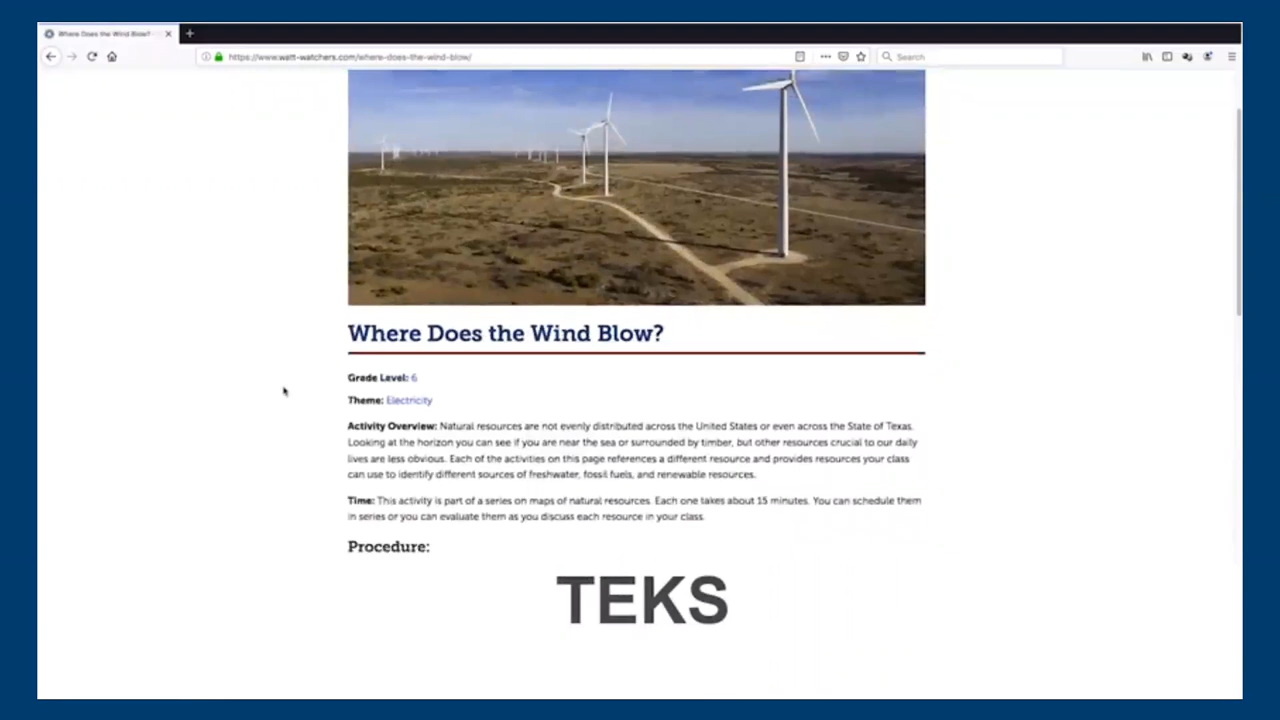 Where Does the Wind Blow? -
https://www.watt-watchers.com/where-does-the-wind-blow/
Search
Where Does the Wind Blow?
Grade Level: 6
Theme: Electricity
Activity Overview: Natural resources are not evenly distributed across the United States or even across the State of Texas.
Looking at the horizon you can see if you are near the sea or surrounded by timber, but other resources crucial to our daily
lives are less obvious. Each of the activities on this page references a different resource and provides resources your class
can use to identify different sources of freshwater, fossil fuels, and renewable resources.
Time: This activity is part of a series on maps of natural resources. Each one takes about 15 minutes. You can schedule them
in series or you can evaluate them as you discuss each resource in your class.
Procedure:
TEKS